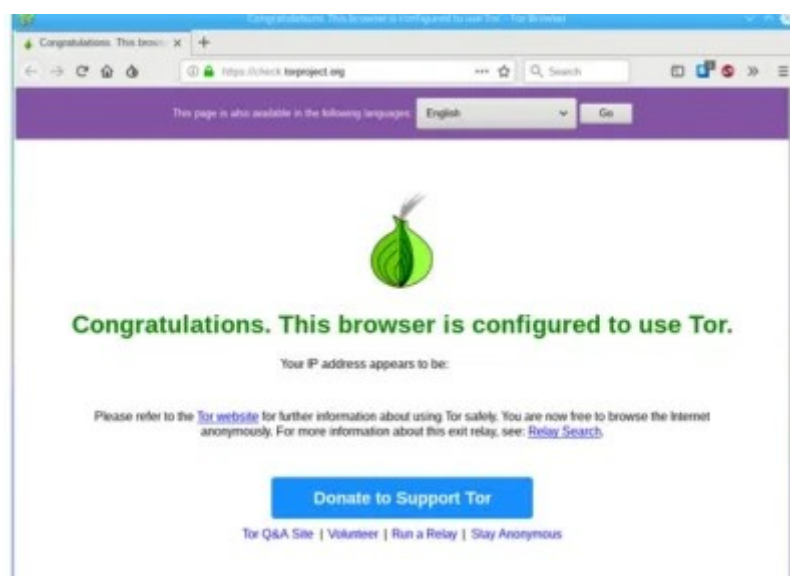 Congratulations. This browser is configured to use Tor. - Tor Browser
Congratulations. This brows
https://check.torproject.org
Search
This page is also available in the following languages:
English
Go
Congratulations. This browser is configured to use Tor.
Your IP address appears to be:
Please refer to the Tor website for further information about using Tor safely. You are now free to browse the Internet
anonymously. For more information about this exit relay, see: Relay Search.
Donate to Support Tor
Tor Q&A Site | Volunteer | Run a Relay | Stay Anonymous